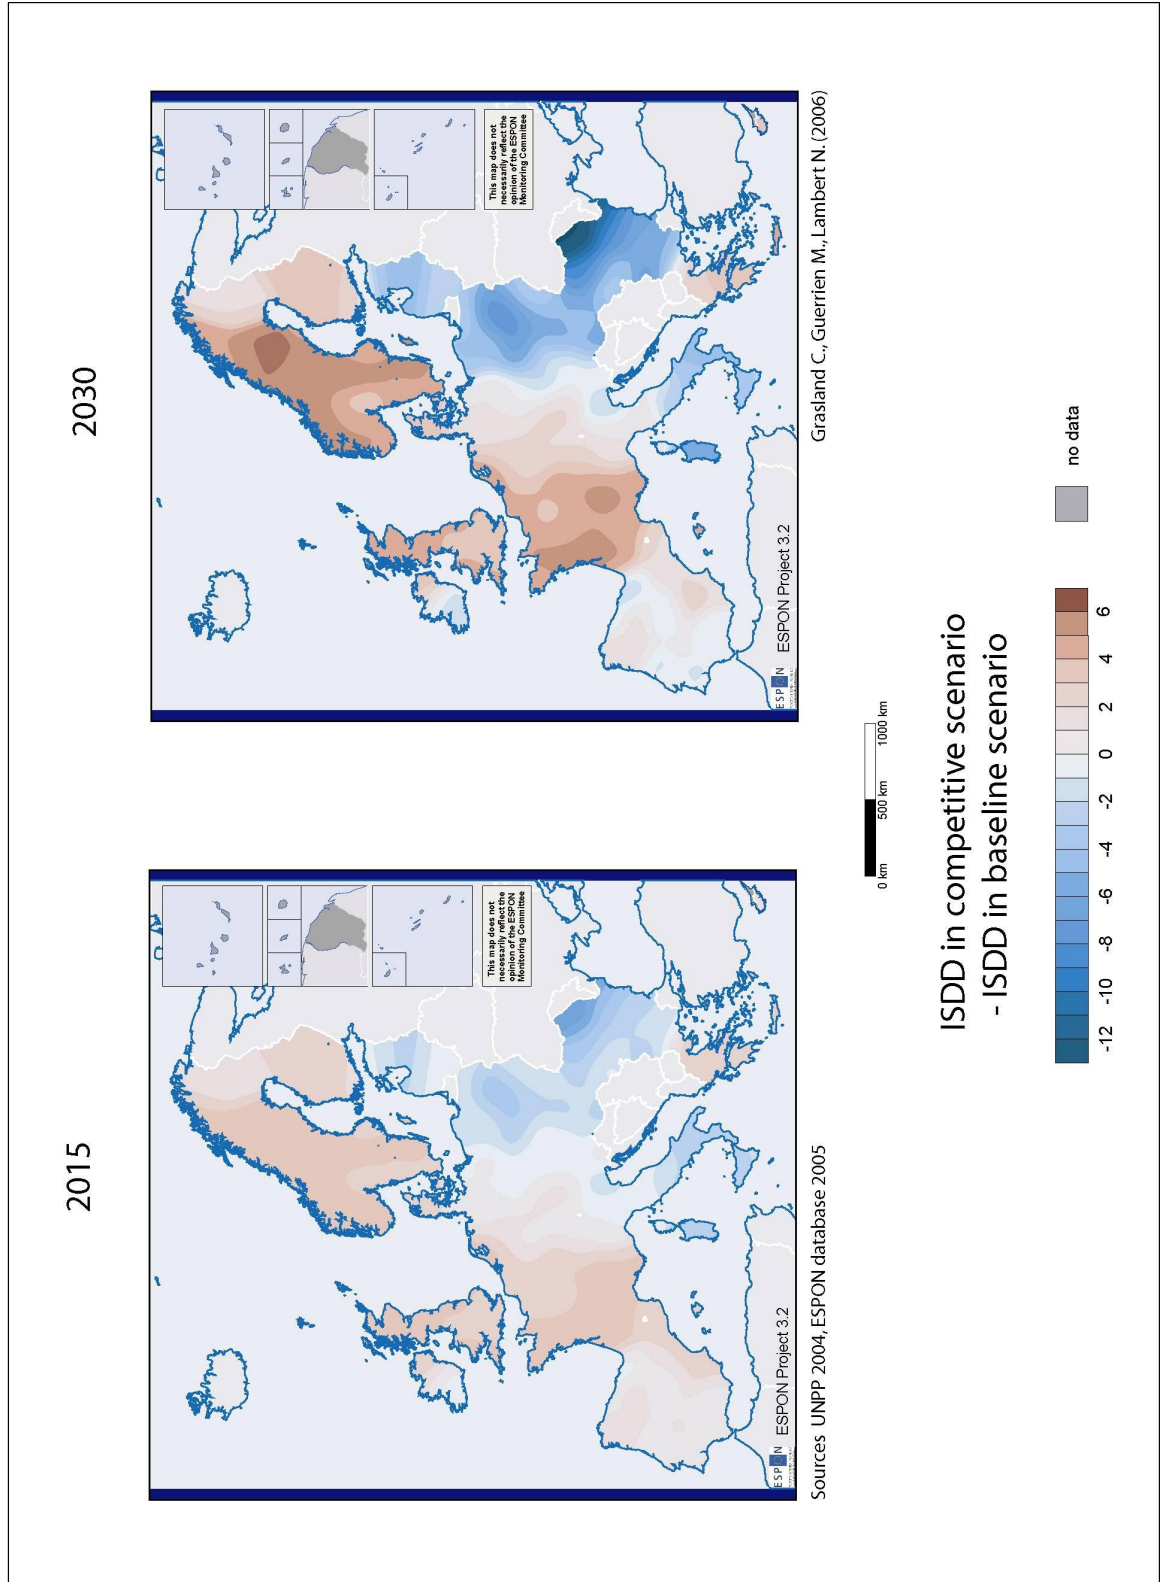 2015
2030
This map does not
necessarily reflect the
opinion of the ESPON
Monitoring Committee
ESPON
ESPON Project 3.2
This map does not
necessarily reflect the
opinion of the ESPON
Monitoring Committee
ESPON
ESPON Project 3.2
Sources UNPP 2004, ESPON database 2005
Grasland C., Guerrien M., Lambert N. (2006)
0 km 500 km 1000 km
ISDD in competitive scenario
- ISDD in baseline scenario
-12 -10 -8 -6 -4 -2 0 2 4 6
no data